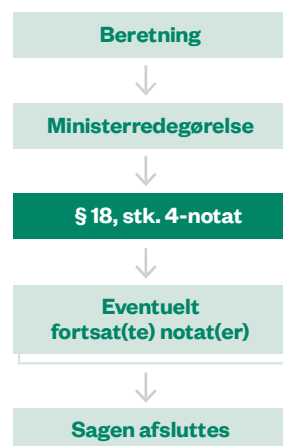 Beretning
Ministerredegørelse
§ 18, stk. 4-notat
Eventuelt
fortsat(te) notat(er)
Sagen afsluttes